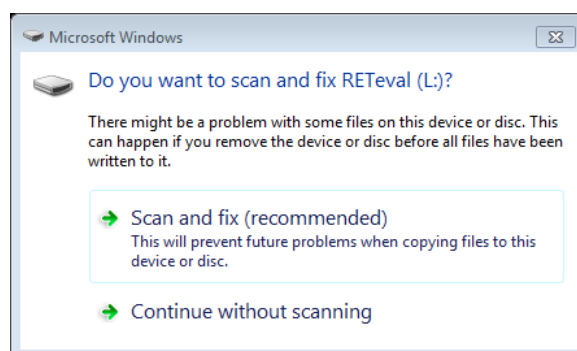 Microsoft Windows
Do you want to scan and fix RETeval (L:)?
There might be a problem with some files on this device or disc. This
can happen if you remove the device or disc before all files have been
written to it.
Scan and fix (recommended)
This will prevent future problems when copying files to this
device or disc.
Continue without scanning